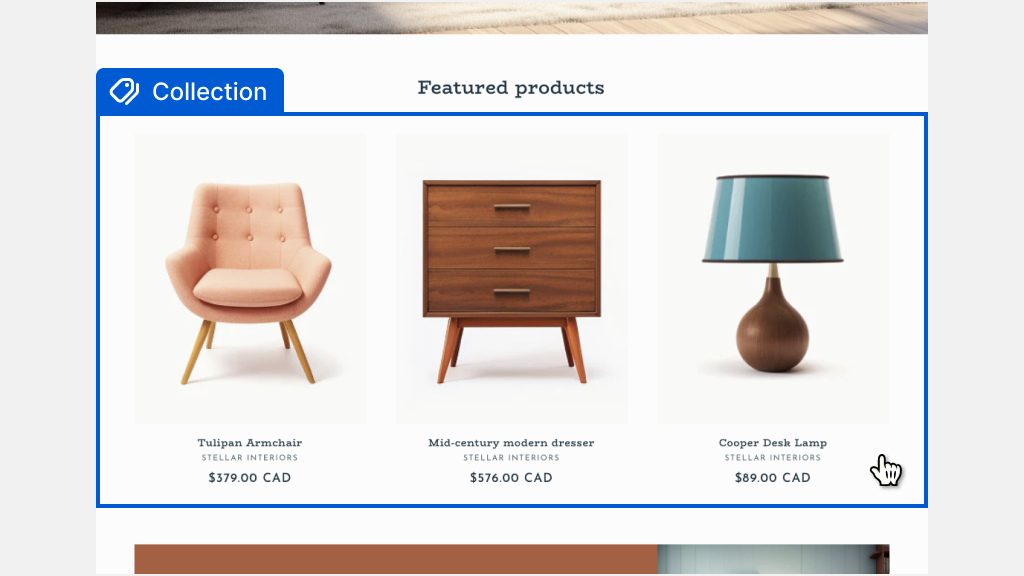 Collection
Featured products
Tulipan Armchair
STELLAR INTERIORS
$379.00 CAD
Mid-century modern dresser
STELLAR INTERIORS
$576.00 CAD
Cooper Desk Lamp
STELLAR INTERIORS
$89.00 CAD